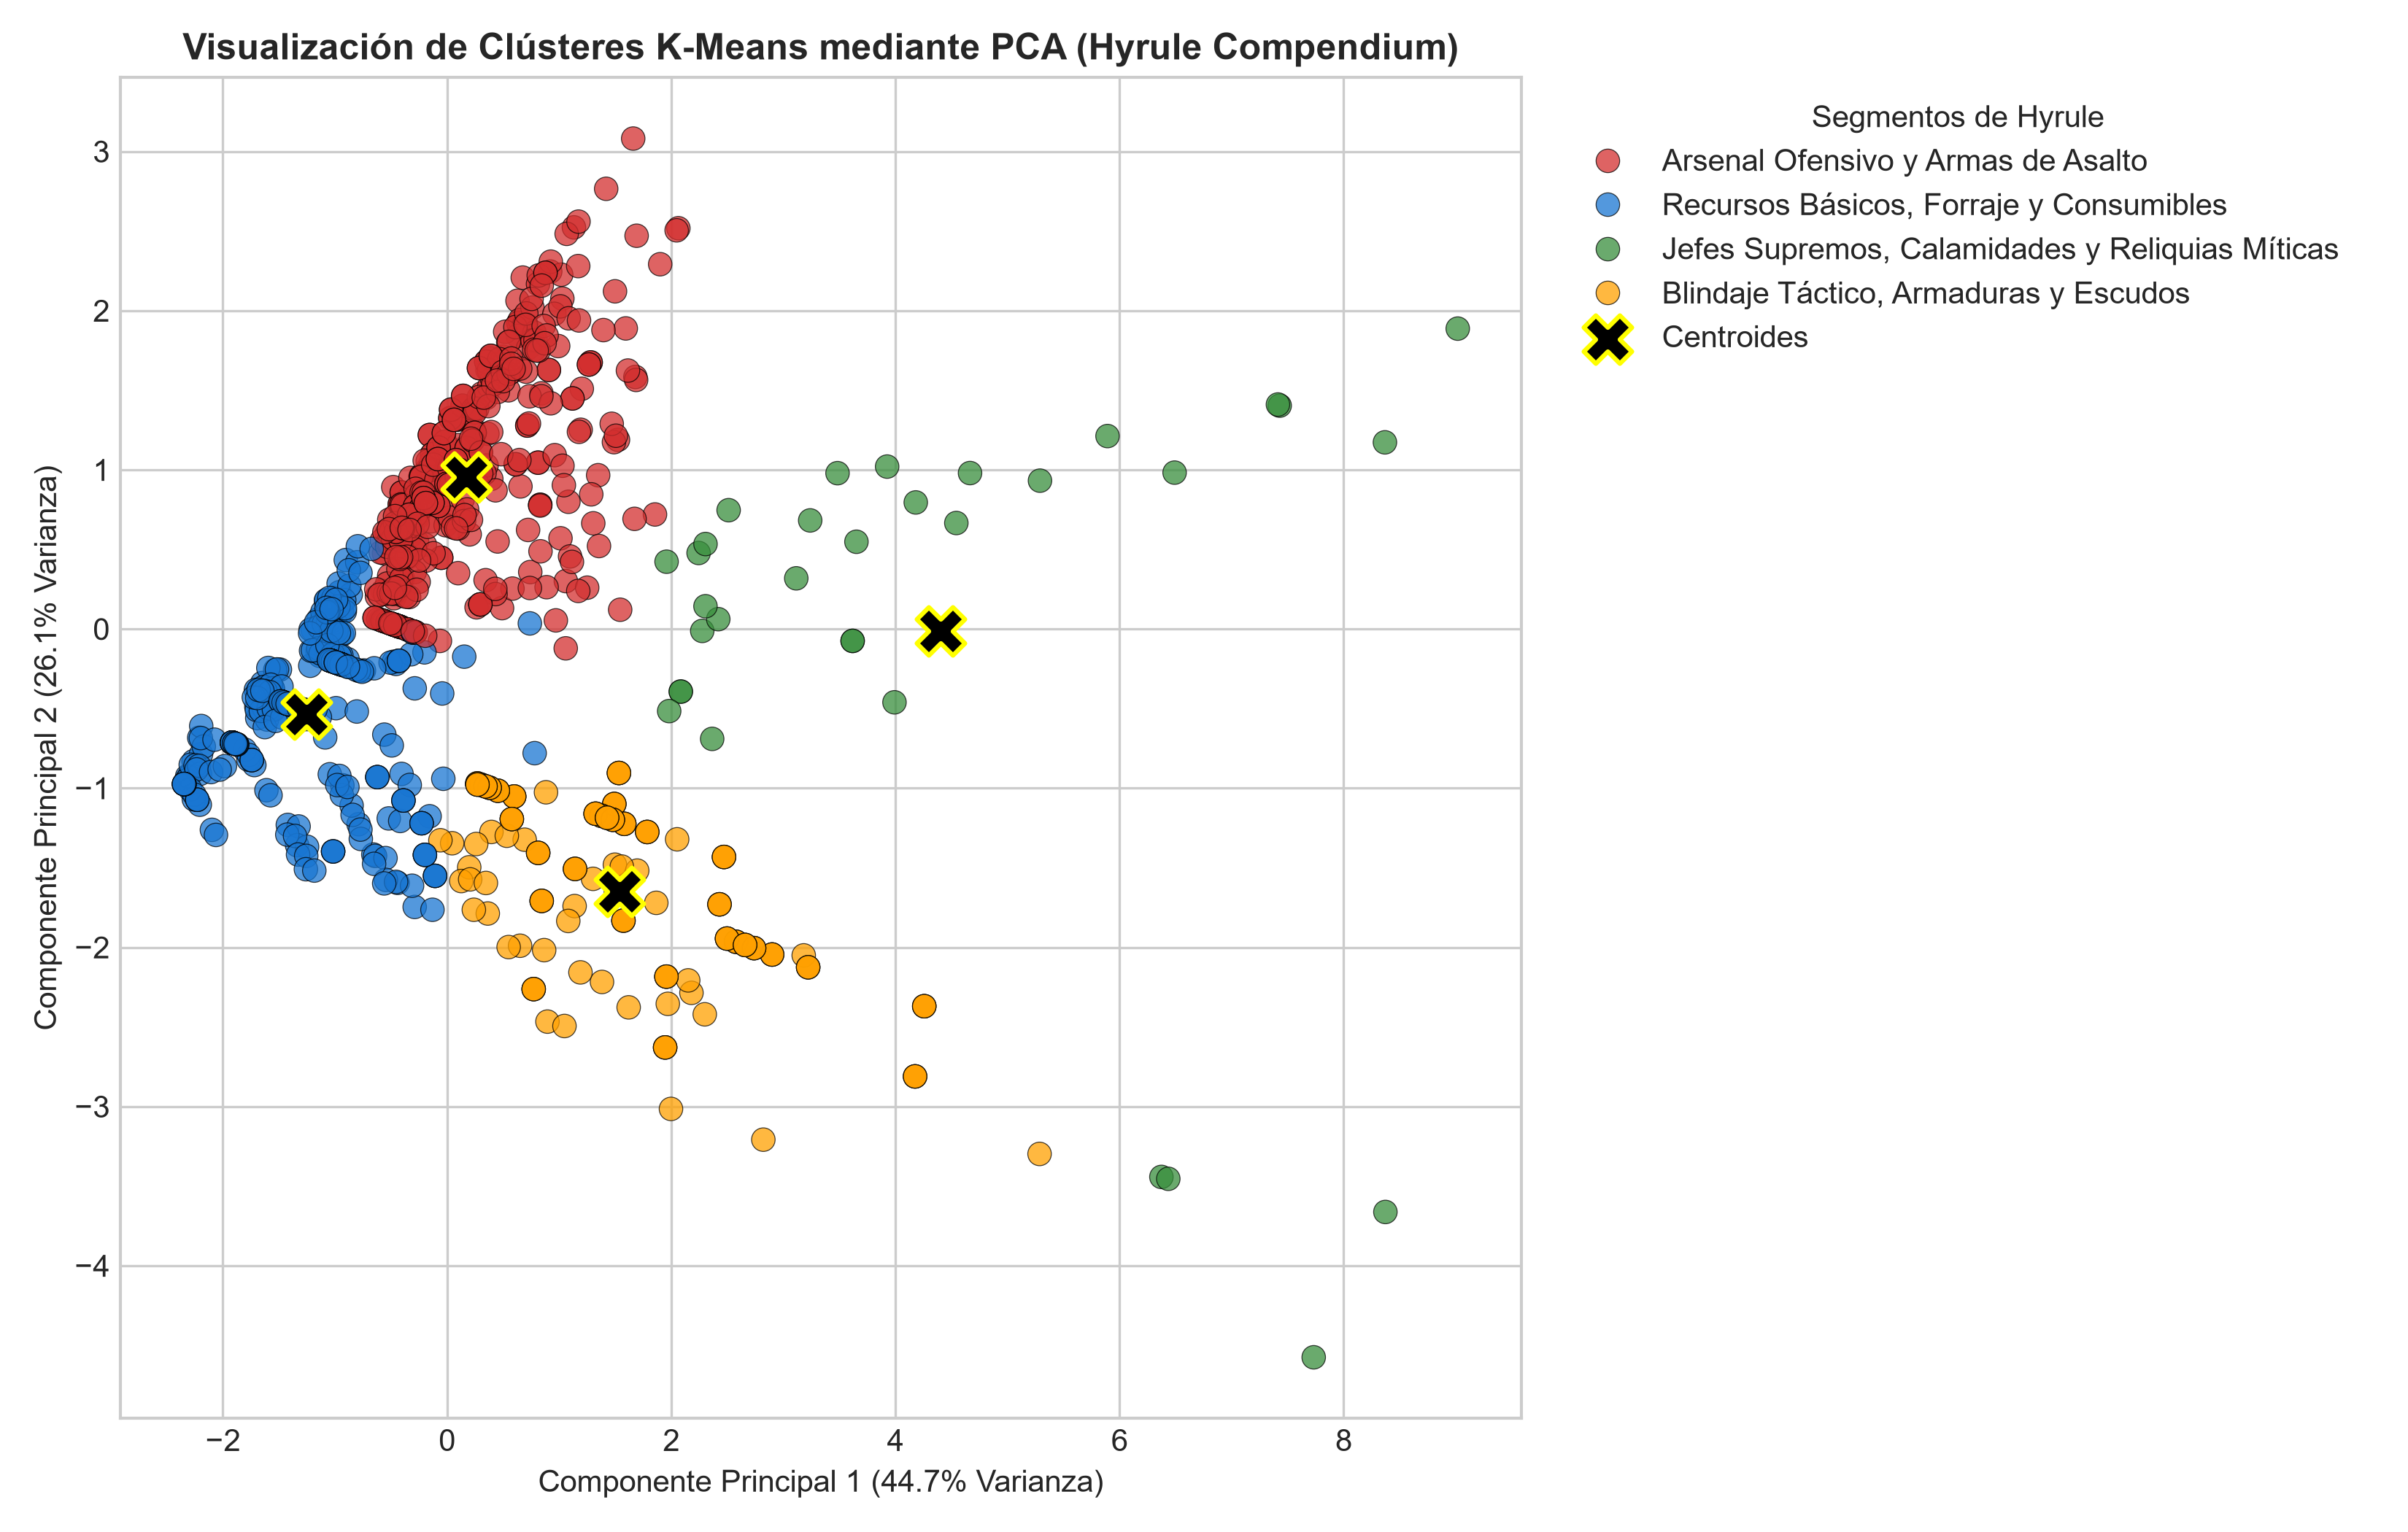 Visualización de Clústeres K-Means mediante PCA (Hyrule Compendium)
Segmentos de Hyrule
Arsenal Ofensivo y Armas de Asalto
Recursos Básicos, Forraje y Consumibles
Jefes Supremos, Calamidades y Reliquias Míticas
Blindaje Táctico, Armaduras y Escudos
Centroides
Componente Principal 2 (26.1% Varianza)
3
2
1
0
−1
−2
−3
−4
−2
0
2
4
6
8
Componente Principal 1 (44.7% Varianza)